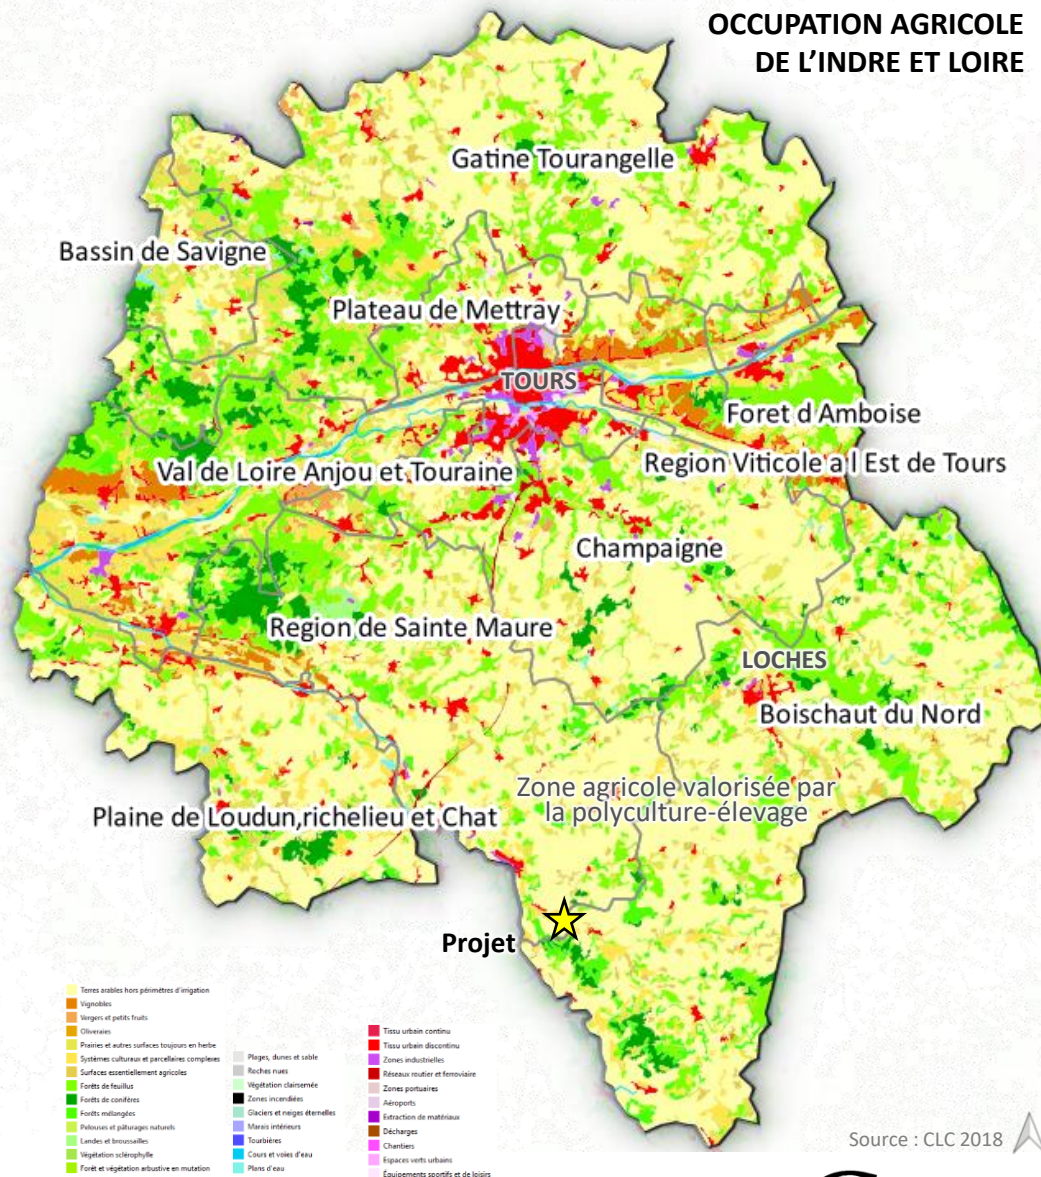 OCCUPATION AGRICOLE
DE L'INDRE ET LOIRE
Gatine Tourangelle
Bassin de Savigne
Plateau de Mettray
TOURS
Foret d Amboise
Val de Loire Anjou et Touraine
Region Viticole a l Est de Tours
Champaigne
Region de Sainte Maure
LOCHES
Boischaut du Nord
Zone agricole valorisée par
la polyculture-élevage
Plaine de Loudun,richelieu et Chat
Projet
Terres arables hors périmètres d'irrigation
Vignobles
Vergers et petits fruits
Oliveraies
Prairies et autres surfaces toujours en herbe
Systèmes culturaux et parcellaires complexes
Surfaces essentiellement agricoles
Forêts de feuillus
Forêts de conifères
Forêts mélangées
Pelouses et pâturages naturels
Landes et broussailles
Végétation sclérophylle
Forêt et végétation arbustive en mutation
Plages, dunes et sable
Roches nues
Végétation clairsemée
Zones incendiées
Glaciers et neiges éternelles
Marais intérieurs
Tourbières
Cours et voies d'eau
Plans d'eau
Tissu urbain continu
Tissu urbain discontinu
Zones industrielles
Réseaux routier et ferroviaire
Zones portuaires
Aéroports
Extraction de matériaux
Décharges
Chantiers
Espaces verts urbains
Équipements sportifs et de loisirs
Source : CLC 2018